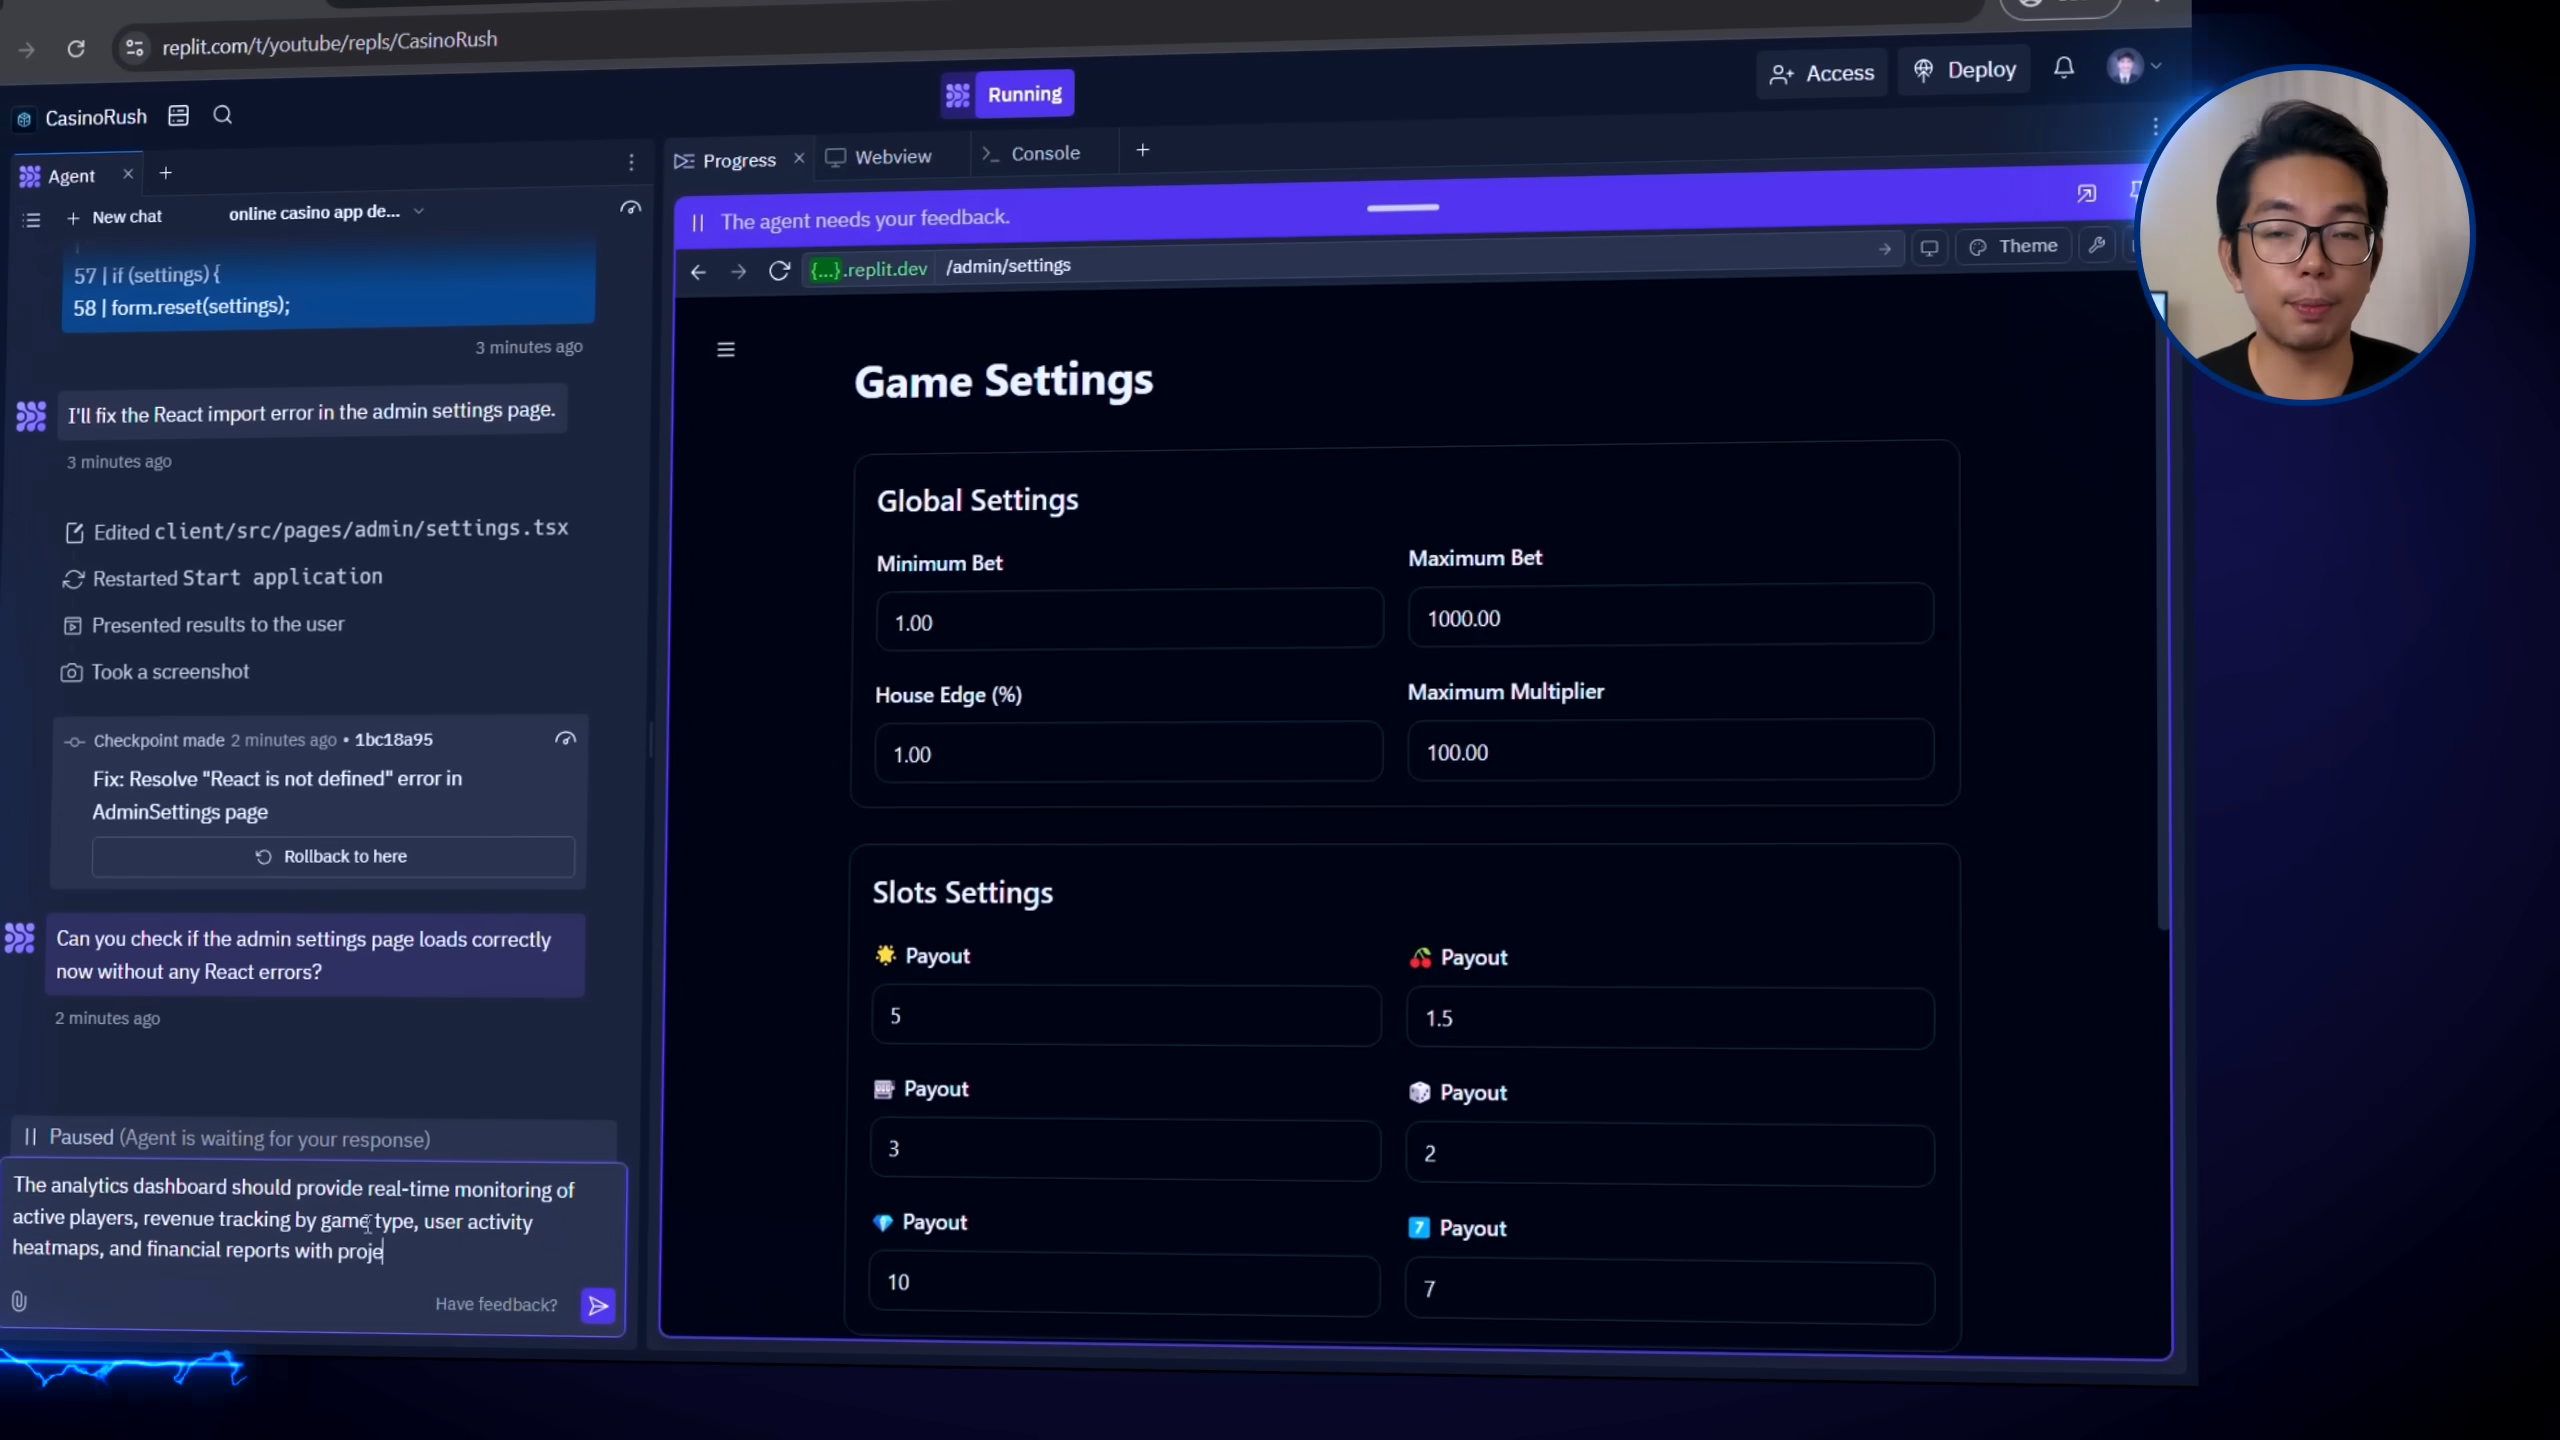 replit.com/t/youtube/repls/CasinoRush
CasinoRush
Running
Access
Deploy
Agent
New chat
online casino app de...
57 | if (settings) {
58 | form.reset(settings);
3 minutes ago
I'll fix the React import error in the admin settings page.
3 minutes ago
Edited client/src/pages/admin/settings.tsx
Restarted Start application
Presented results to the user
Took a screenshot
Checkpoint made 2 minutes ago • 1bc18a95
Fix: Resolve "React is not defined" error in
AdminSettings page
Rollback to here
Can you check if the admin settings page loads correctly
now without any React errors?
2 minutes ago
Paused (Agent is waiting for your response)
The analytics dashboard should provide real-time monitoring of
active players, revenue tracking by game type, user activity
heatmaps, and financial reports with proje
Have feedback?
Progress
Webview
Console
The agent needs your feedback.
{...}.replit.dev
/admin/settings
Theme
Game Settings
Global Settings
Minimum Bet
Maximum Bet
1.00
1000.00
House Edge (%)
Maximum Multiplier
1.00
100.00
Slots Settings
Payout
Payout
5
1.5
Payout
Payout
3
2
Payout
7 Payout
10
7